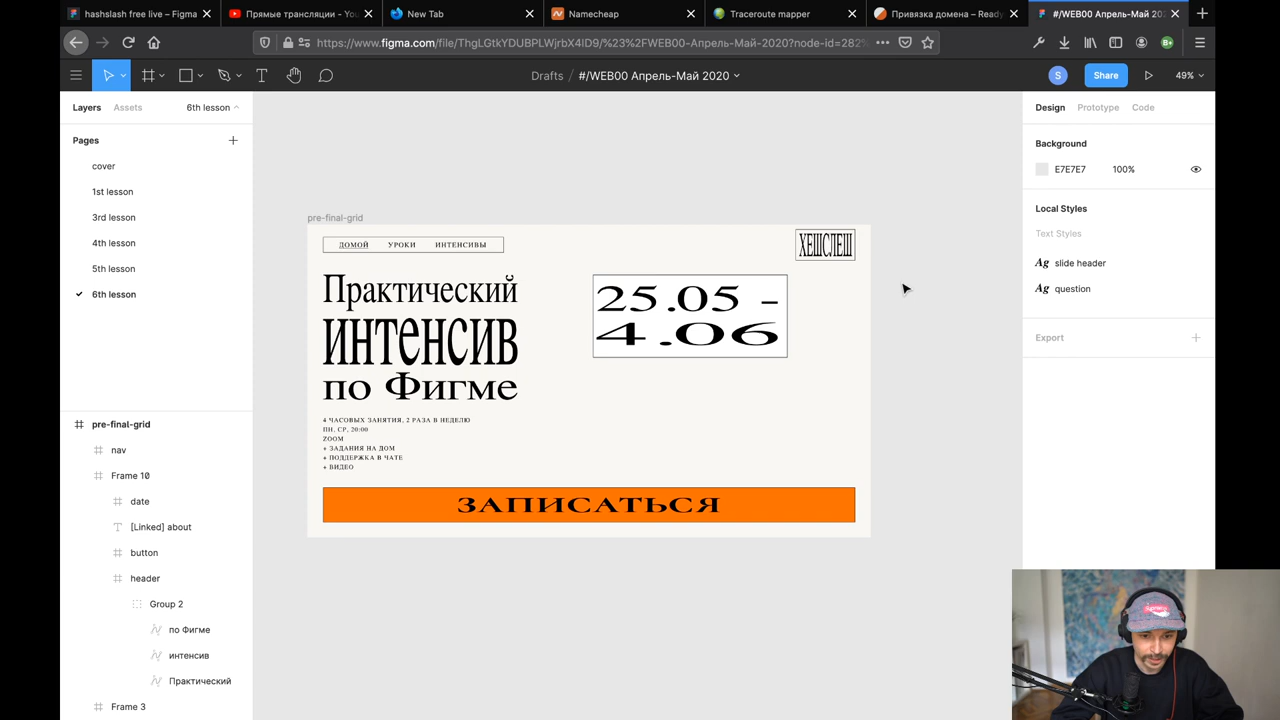 hashslash free live – Figma
Прямые трансляции - You
New Tab
Namecheap
Traceroute mapper
Привязка домена – Ready
#/WEB00 Апрель-Май 202
https://www.figma.com/file/ThgLGtkYDUBPLWjrbX4ID9/%23%2FWEB00-Апрель-Май-2020?node-id=282%
Drafts / #/WEB00 Апрель-Май 2020
S
Share
49%
Layers
Assets
6th lesson
Design
Prototype
Code
Pages
cover
1st lesson
3rd lesson
4th lesson
5th lesson
6th lesson
pre-final-grid
nav
Frame 10
date
[Linked] about
button
header
Group 2
по Фигме
интенсив
Практический
Frame 3
pre-final-grid
ДОМОЙ УРОКИ ИНТЕНСИВЫ
ХЕШСЛЕШ
Практический
интенсив
по Фигме
25.05 -
4.06
4 ЧАСОВЫХ ЗАНЯТИЯ, 2 РАЗА В НЕДЕЛЮ
ПН, СР, 20:00
ZOOM
+ ЗАДАНИЯ НА ДОМ
+ ПОДДЕРЖКА В ЧАТЕ
+ ВИДЕО
ЗАПИСАТЬСЯ
Background
E7E7E7 100%
Local Styles
Text Styles
Ag slide header
Ag question
Export